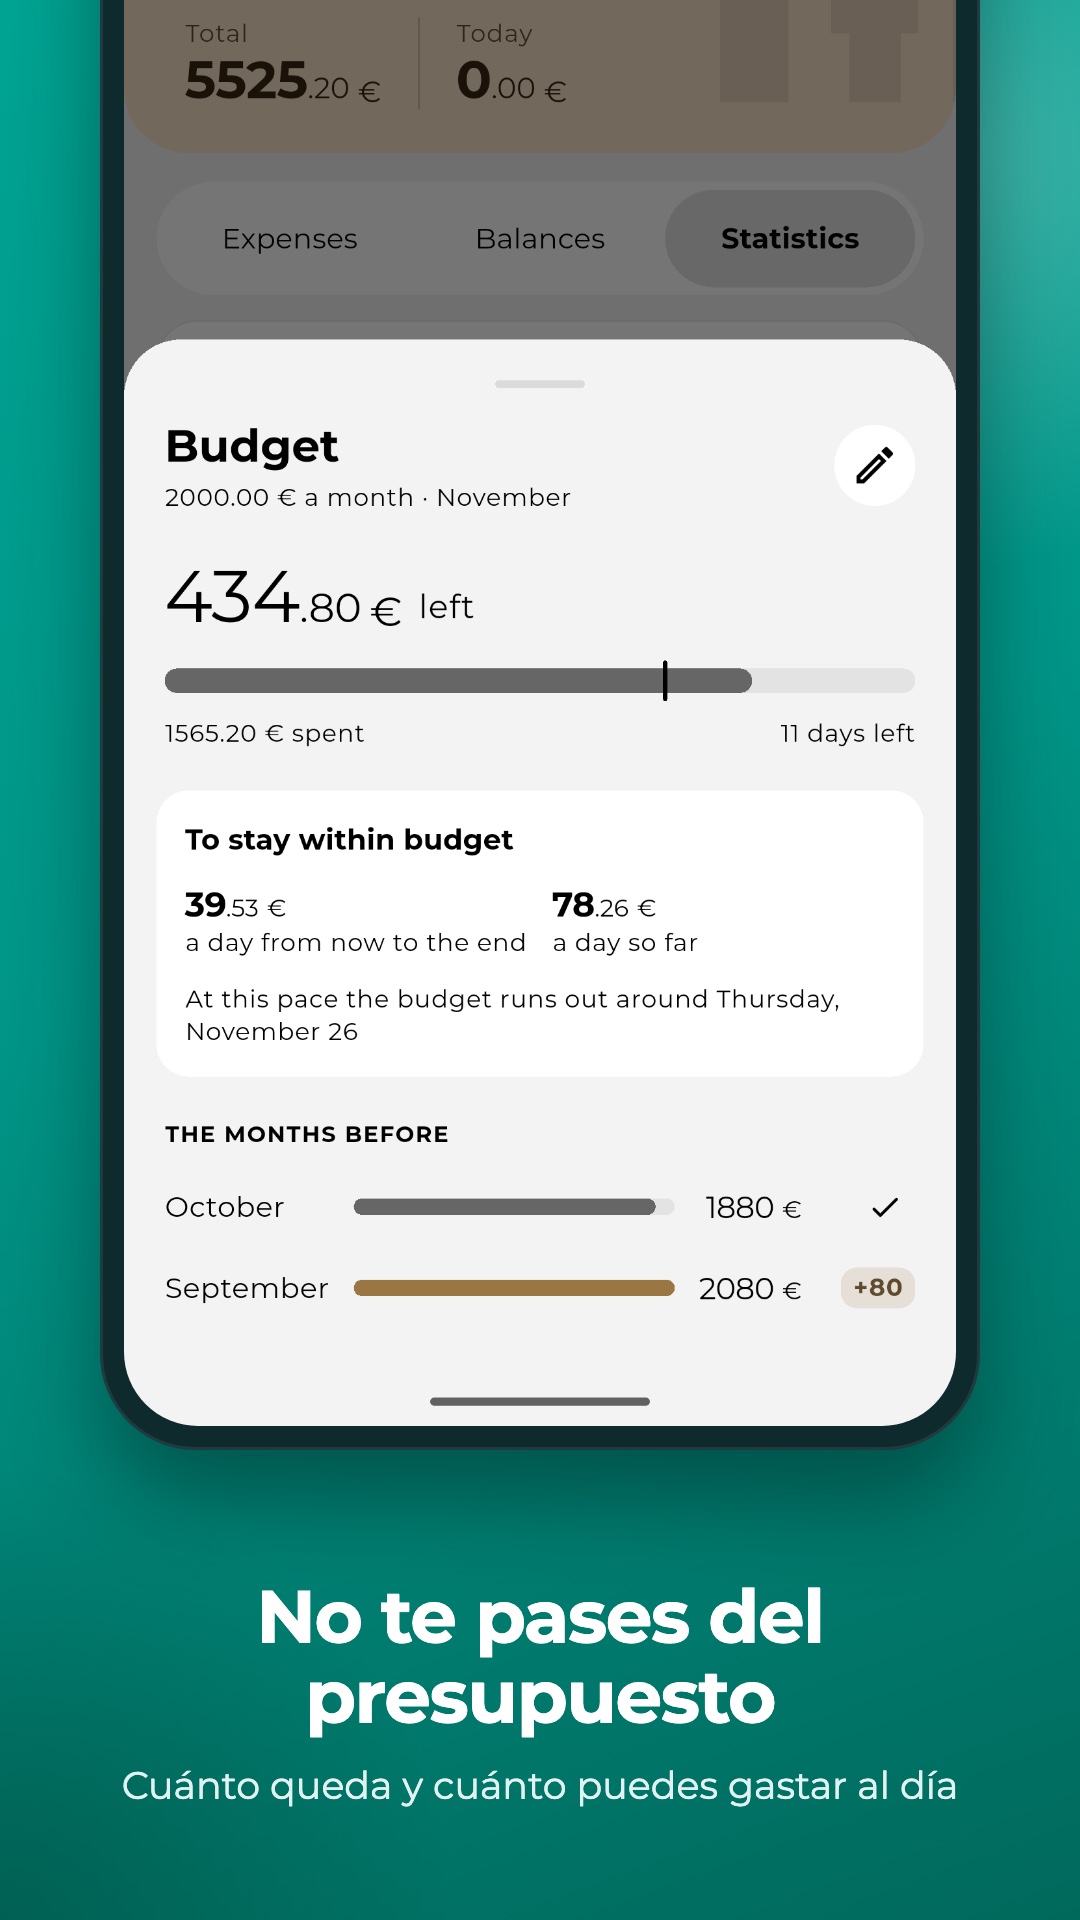 Total Today
5525.20 € 0.00 €
Expenses Balances Statistics
Budget
2000.00 € a month · November
434.80 € left
1565.20 € spent 11 days left
To stay within budget
39.53 € 78.26 €
a day from now to the end a day so far
At this pace the budget runs out around Thursday,
November 26
THE MONTHS BEFORE
October 1880 €
September 2080 € +80
No te pases del
presupuesto
Cuánto queda y cuánto puedes gastar al día